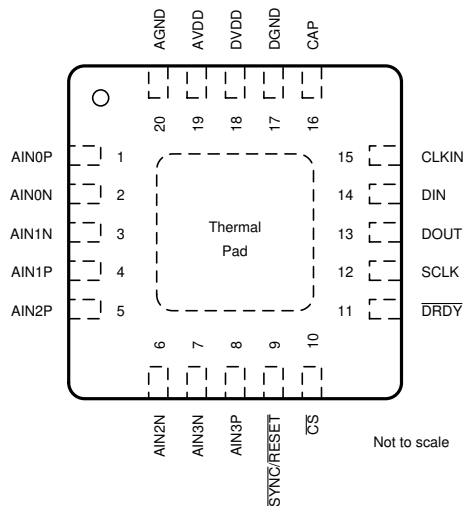 AGND
AVDD
DVDD
DGND
CAP
20
19
18
17
16
AIN0P 1
AIN0N 2
AIN1N 3
AIN1P 4
AIN2P 5
Thermal
Pad
15 CLKIN
14 DIN
13 DOUT
12 SCLK
11 DRDY
6
7
8
9
10
AIN2N
AIN3N
AIN3P
SYNC/RESET
CS
Not to scale